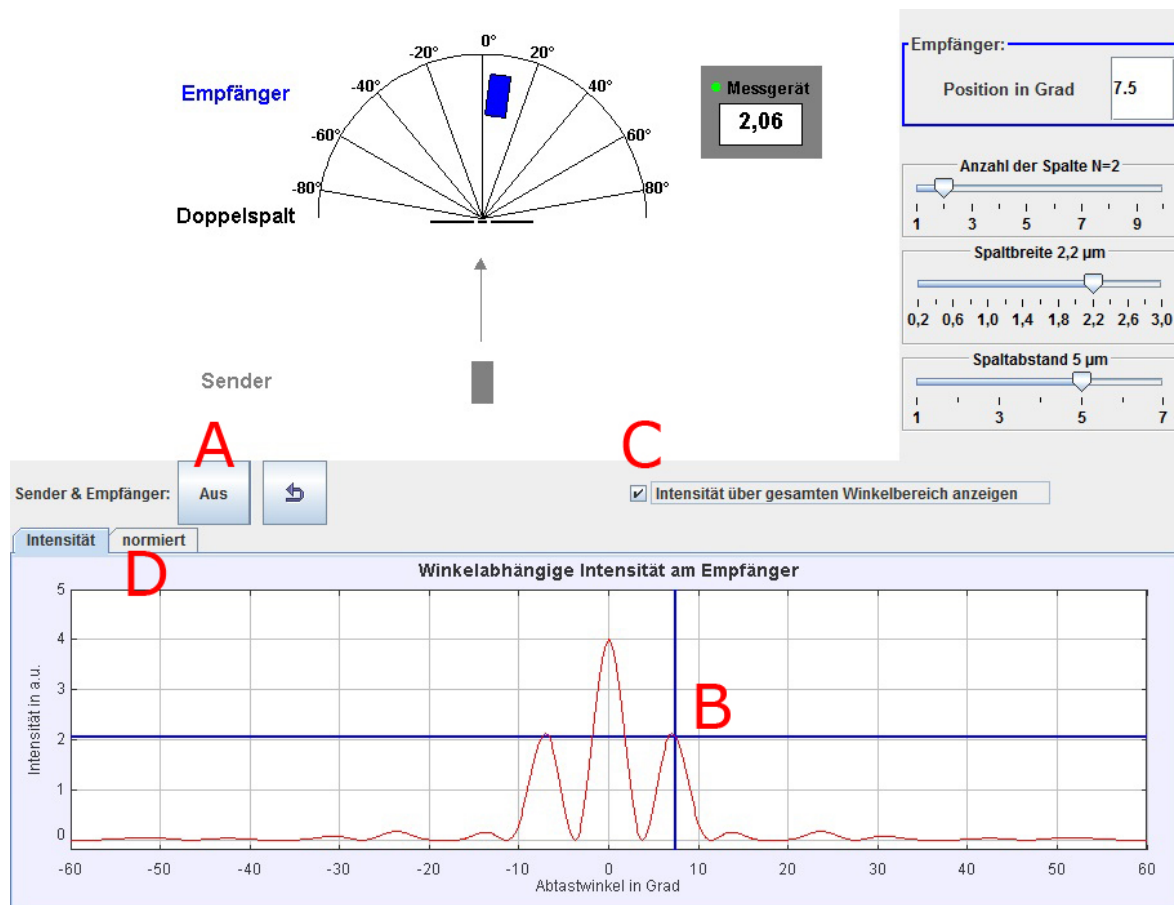 0°
-20° 20°
-40° 40°
-60° 60°
-80° 80°
Empfänger
Doppelspalt
Sender
Messgerät
2,06
Empfänger:
Position in Grad 7.5
Anzahl der Spalte N=2
1 3 5 7 9
Spaltbreite 2,2 µm
0,2 0,6 1,0 1,4 1,8 2,2 2,6 3,0
Spaltabstand 5 µm
1 3 5 7
A
C
Sender & Empfänger: Aus
Intensität über gesamten Winkelbereich anzeigen
Intensität normiert
D
Winkelabhängige Intensität am Empfänger
Intensität in a.u.
5
4
3
2
1
0
B
-60 -50 -40 -30 -20 -10 0 10 20 30 40 50 60
Abtastwinkel in Grad